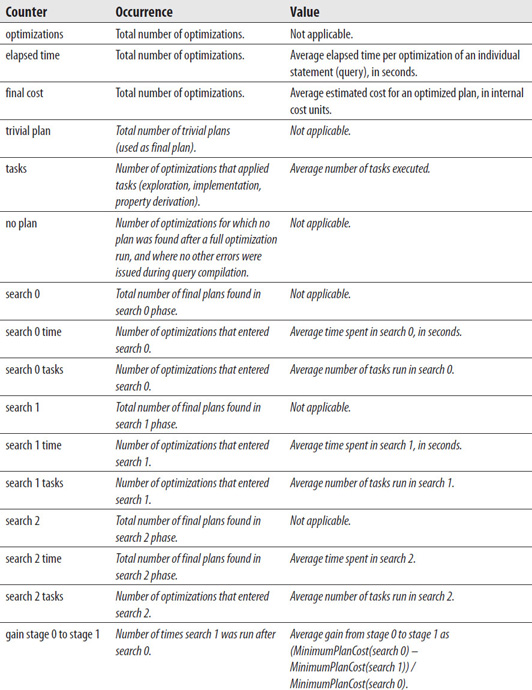 Counter Occurrence Value
optimizations Total number of optimizations. Not applicable.
elapsed time Total number of optimizations. Average elapsed time per optimization of an individual
statement (query), in seconds.
final cost Total number of optimizations. Average estimated cost for an optimized plan, in internal
cost units.
trivial plan Total number of trivial plans Not applicable.
(used as final plan).
tasks Number of optimizations that applied Average number of tasks executed.
tasks (exploration, implementation,
property derivation).
no plan Number of optimizations for which no Not applicable.
plan was found after a full optimization
run, and where no other errors were
issued during query compilation.
search 0 Total number of final plans found in Not applicable.
search 0 phase.
search 0 time Number of optimizations that entered Average time spent in search 0, in seconds.
search 0.
search 0 tasks Number of optimizations that entered Average number of tasks run in search 0.
search 0.
search 1 Total number of final plans found in Not applicable.
search 1 phase.
search 1 time Number of optimizations that entered Average time spent in search 1, in seconds.
search 1.
search 1 tasks Number of optimizations that entered Average number of tasks run in search 1.
search 1.
search 2 Total number of final plans found in Not applicable.
search 2 phase.
search 2 time Total number of final plans found in Average time spent in search 2.
search 2 phase.
search 2 tasks Number of optimizations that entered Average number of tasks run in search 2.
search 2.
gain stage 0 to stage 1 Number of times search 1 was run after Average gain from stage 0 to stage 1 as
search 0. (MinimumPlanCost(search 0) –
MinimumPlanCost(search 1)) /
MinimumPlanCost(search 0).